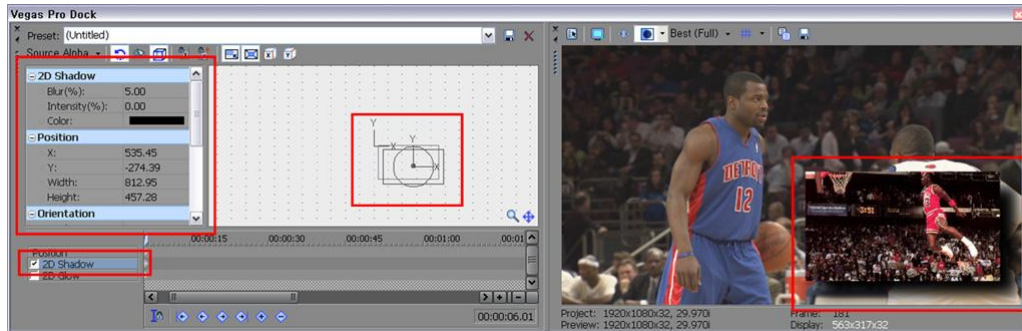 Vegas Pro Dock
Preset: (Untitled)
Source Alpha
Best (Full)
2D Shadow
Blur(%): 5.00
Intensity(%): 0.00
Color:
Position
X: 535.45
Y: -274.39
Width: 812.95
Height: 457.28
Orientation
Y
X
Y
X
DETROIT
12
00:00:15 00:00:30 00:00:45 00:01:00 00:01
Position
2D Shadow
2D Glow
00:00:06.01
Project: 1920x1080x32, 29.970i
Frame: 181
Preview: 1920x1080x32, 29.970i
Display: 563x317x32